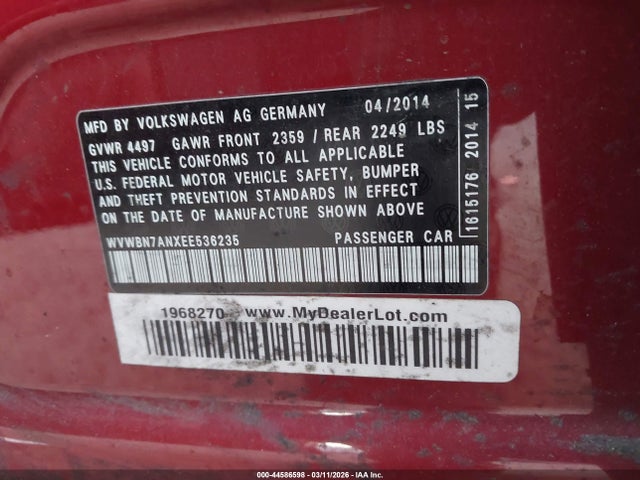 MFD BY VOLKSWAGEN AG GERMANY 04/2014
GVWR 4497 GAWR FRONT 2359 / REAR 2249 LBS
THIS VEHICLE CONFORMS TO ALL APPLICABLE
U.S. FEDERAL MOTOR VEHICLE SAFETY, BUMPER
AND THEFT PREVENTION STANDARDS IN EFFECT
ON THE DATE OF MANUFACTURE SHOWN ABOVE
WVWBN7ANXEE536235 PASSENGER CAR
1615176 2014 15
1968270 www.MyDealerLot.com
000-44586598 - 03/11/2026 - IAA Inc.